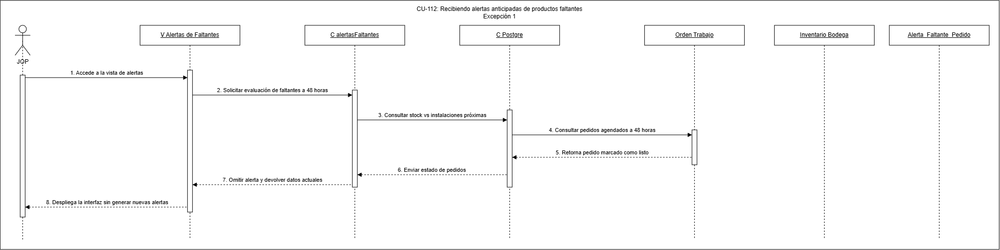 CU-112: Recibiendo alertas anticipadas de productos faltantes
Excepción 1
V Alertas de Faltantes
C alertasFaltantes
C Postgre
Orden Trabajo
Inventario Bodega
Alerta_Faltante_Pedido
JOP
1. Accede a la vista de alertas
2. Solicitar evaluación de faltantes a 48 horas
3. Consultar stock vs instalaciones próximas
4. Consultar pedidos agendados a 48 horas
5. Retorna pedido marcado como listo
6. Enviar estado de pedidos
7. Omitir alerta y devolver datos actuales
8. Despliega la interfaz sin generar nuevas alertas